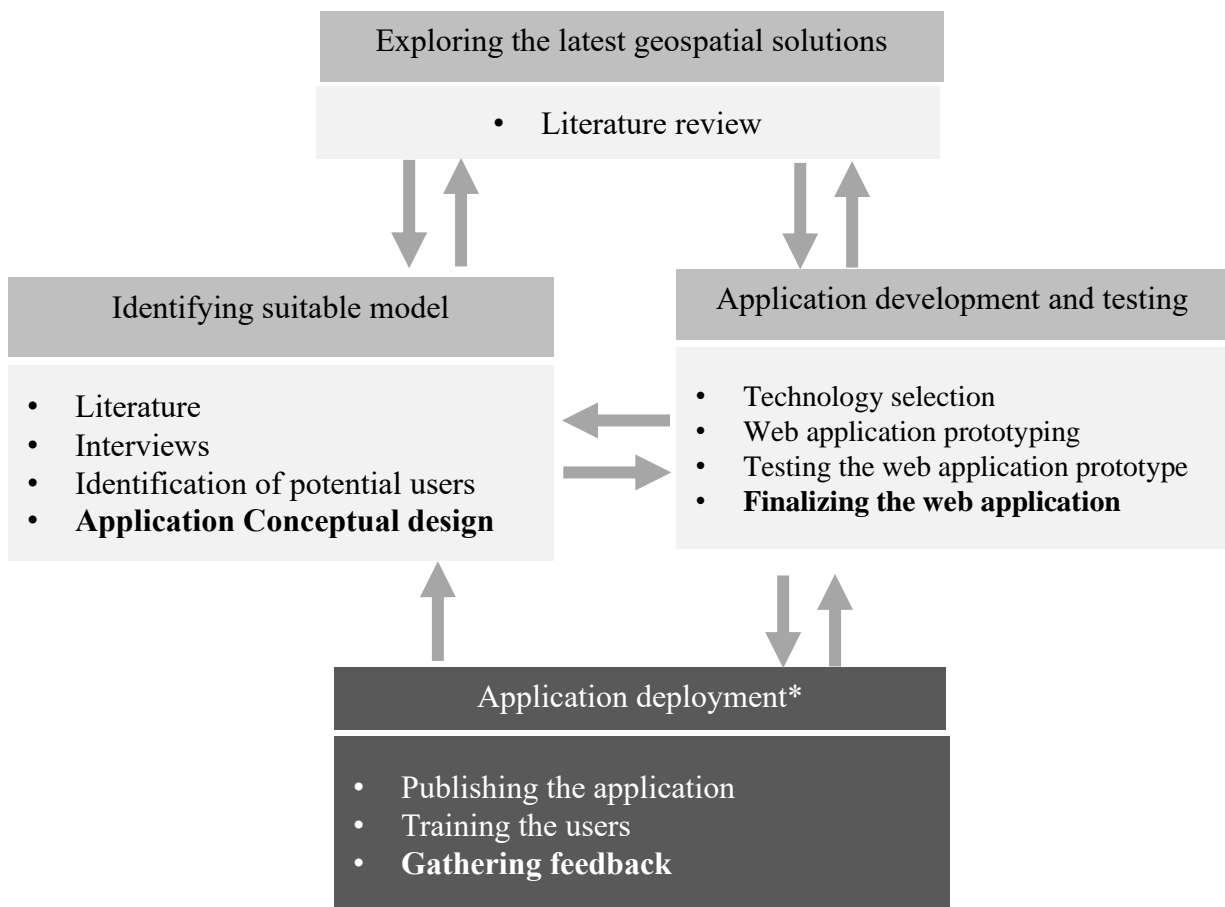 Exploring the latest geospatial solutions
• Literature review
Identifying suitable model
• Literature
• Interviews
• Identification of potential users
• Application Conceptual design
Application development and testing
• Technology selection
• Web application prototyping
• Testing the web application prototype
• Finalizing the web application
Application deployment*
• Publishing the application
• Training the users
• Gathering feedback